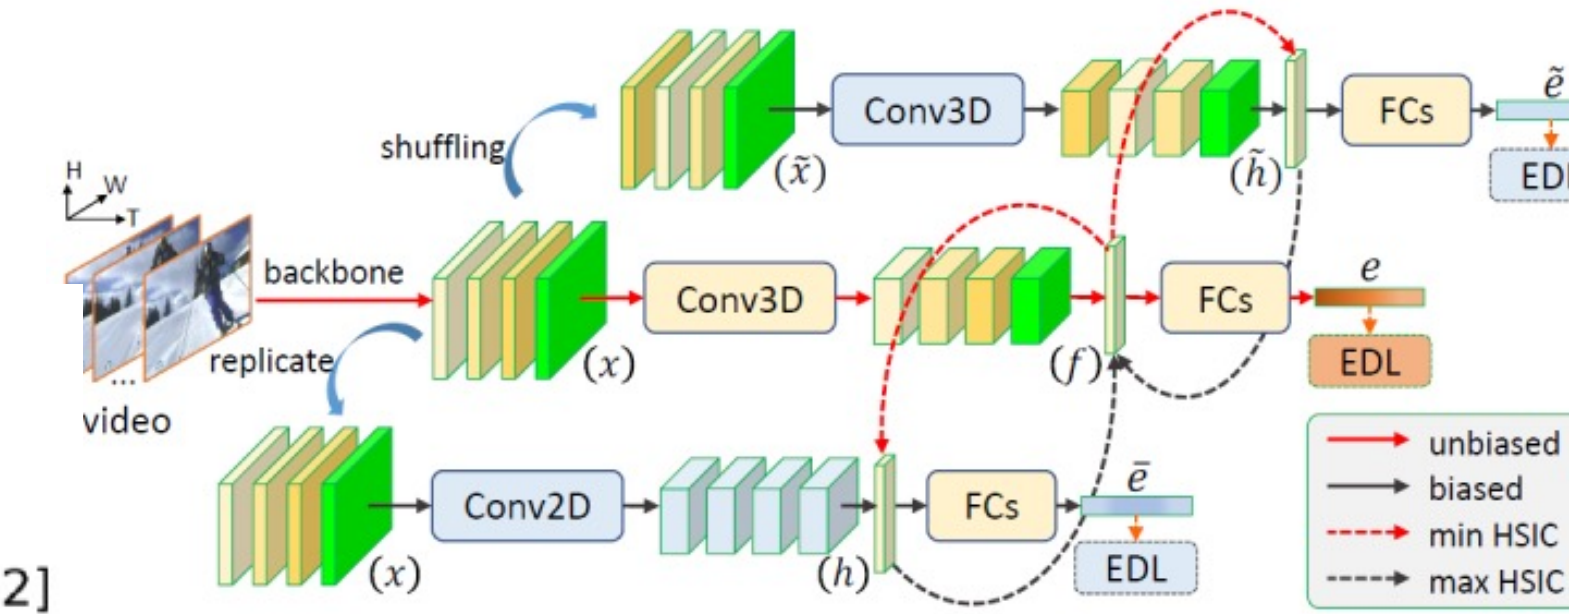 shuffling
(x̃)
Conv3D
(h̃)
FCs
ẽ
H
W
T
backbone
(x)
Conv3D
(f)
FCs
e
EDL
replicate
...
video
(x)
Conv2D
(h)
FCs
e̅
EDL
unbiased
biased
min HSIC
max HSIC
2]